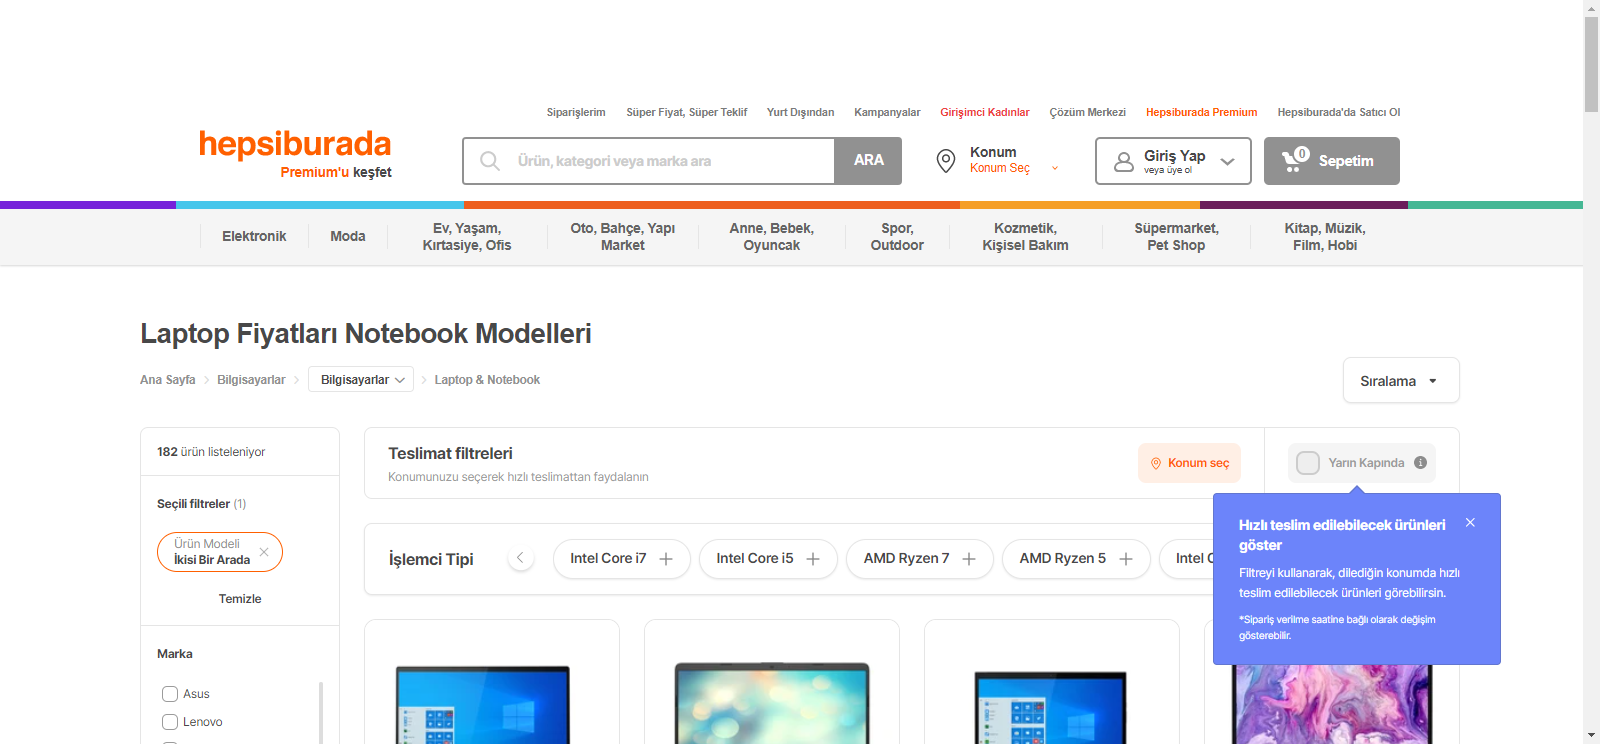 Siparişlerim
Süper Fiyat, Süper Teklif
Yurt Dışından
Kampanyalar
Girişimci Kadınlar
Çözüm Merkezi
Hepsiburada Premium
Hepsiburada'da Satıcı Ol
hepsiburada
Premium'u keşfet
Ürün, kategori veya marka ara
ARA
Konum
Konum Seç
Giriş Yap
veya üye ol
0
Sepetim
Elektronik
Moda
Ev, Yaşam,
Kırtasiye, Ofis
Oto, Bahçe, Yapı
Market
Anne, Bebek,
Oyuncak
Spor,
Outdoor
Kozmetik,
Kişisel Bakım
Süpermarket,
Pet Shop
Kitap, Müzik,
Film, Hobi
Laptop Fiyatları Notebook Modelleri
Ana Sayfa
Bilgisayarlar
Bilgisayarlar
Laptop & Notebook
Sıralama
182 ürün listeleniyor
Seçili filtreler (1)
Ürün Modeli
İkisi Bir Arada
Temizle
Marka
Asus
Lenovo
Teslimat filtreleri
Konumunuzu seçerek hızlı teslimattan faydalanın
Konum seç
Yarın Kapında
Hızlı teslim edilebilecek ürünleri
göster
Filtreyi kullanarak, dilediğin konumda hızlı
teslim edilebilecek ürünleri görebilirsin.
*Sipariş verilme saatine bağlı olarak değişim
gösterebilir.
İşlemci Tipi
Intel Core i7
Intel Core i5
AMD Ryzen 7
AMD Ryzen 5
Intel C